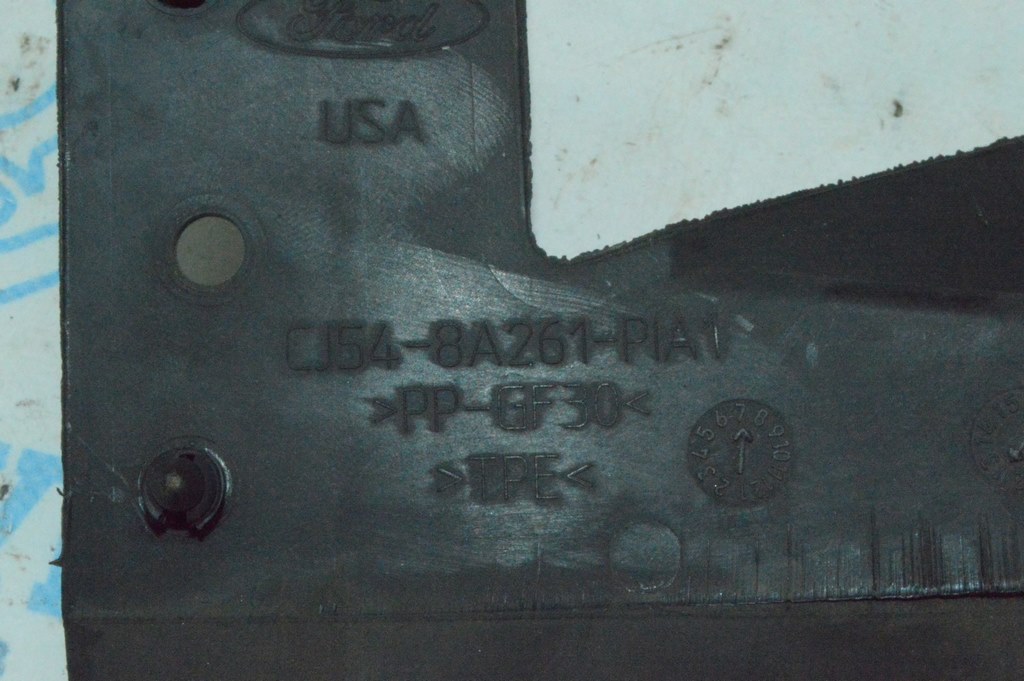 Ford
USA
CJ54-8A261-PIA1
>PP-GF30<
>TPE<